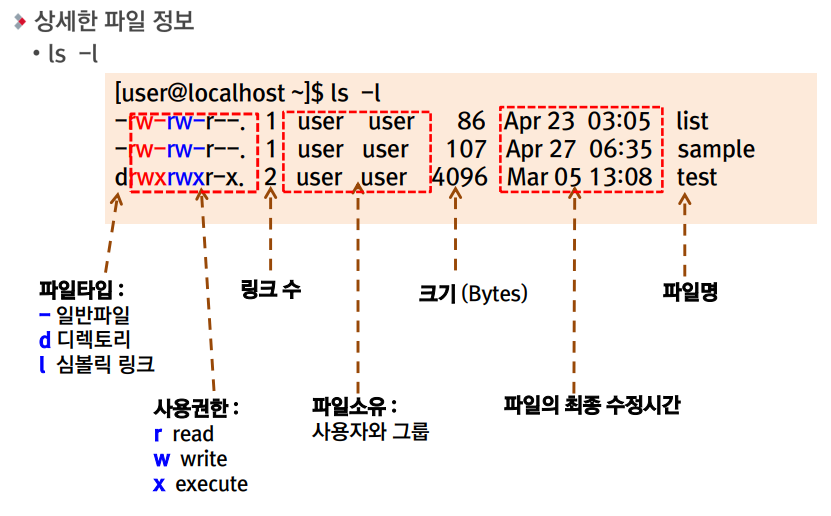 상세한 파일 정보
• ls -l
[user@localhost ~]$ ls -l
-rw-rw-r--. 1 user user 86 Apr 23 03:05 list
-rw-rw-r--. 1 user user 107 Apr 27 06:35 sample
drwxrwxr-x. 2 user user 4096 Mar 05 13:08 test
파일타입 :
- 일반파일
d 디렉토리
l 심볼릭 링크
링크 수
크기 (Bytes)
파일명
사용권한 :
r read
w write
x execute
파일소유 :
사용자와 그룹
파일의 최종 수정시간